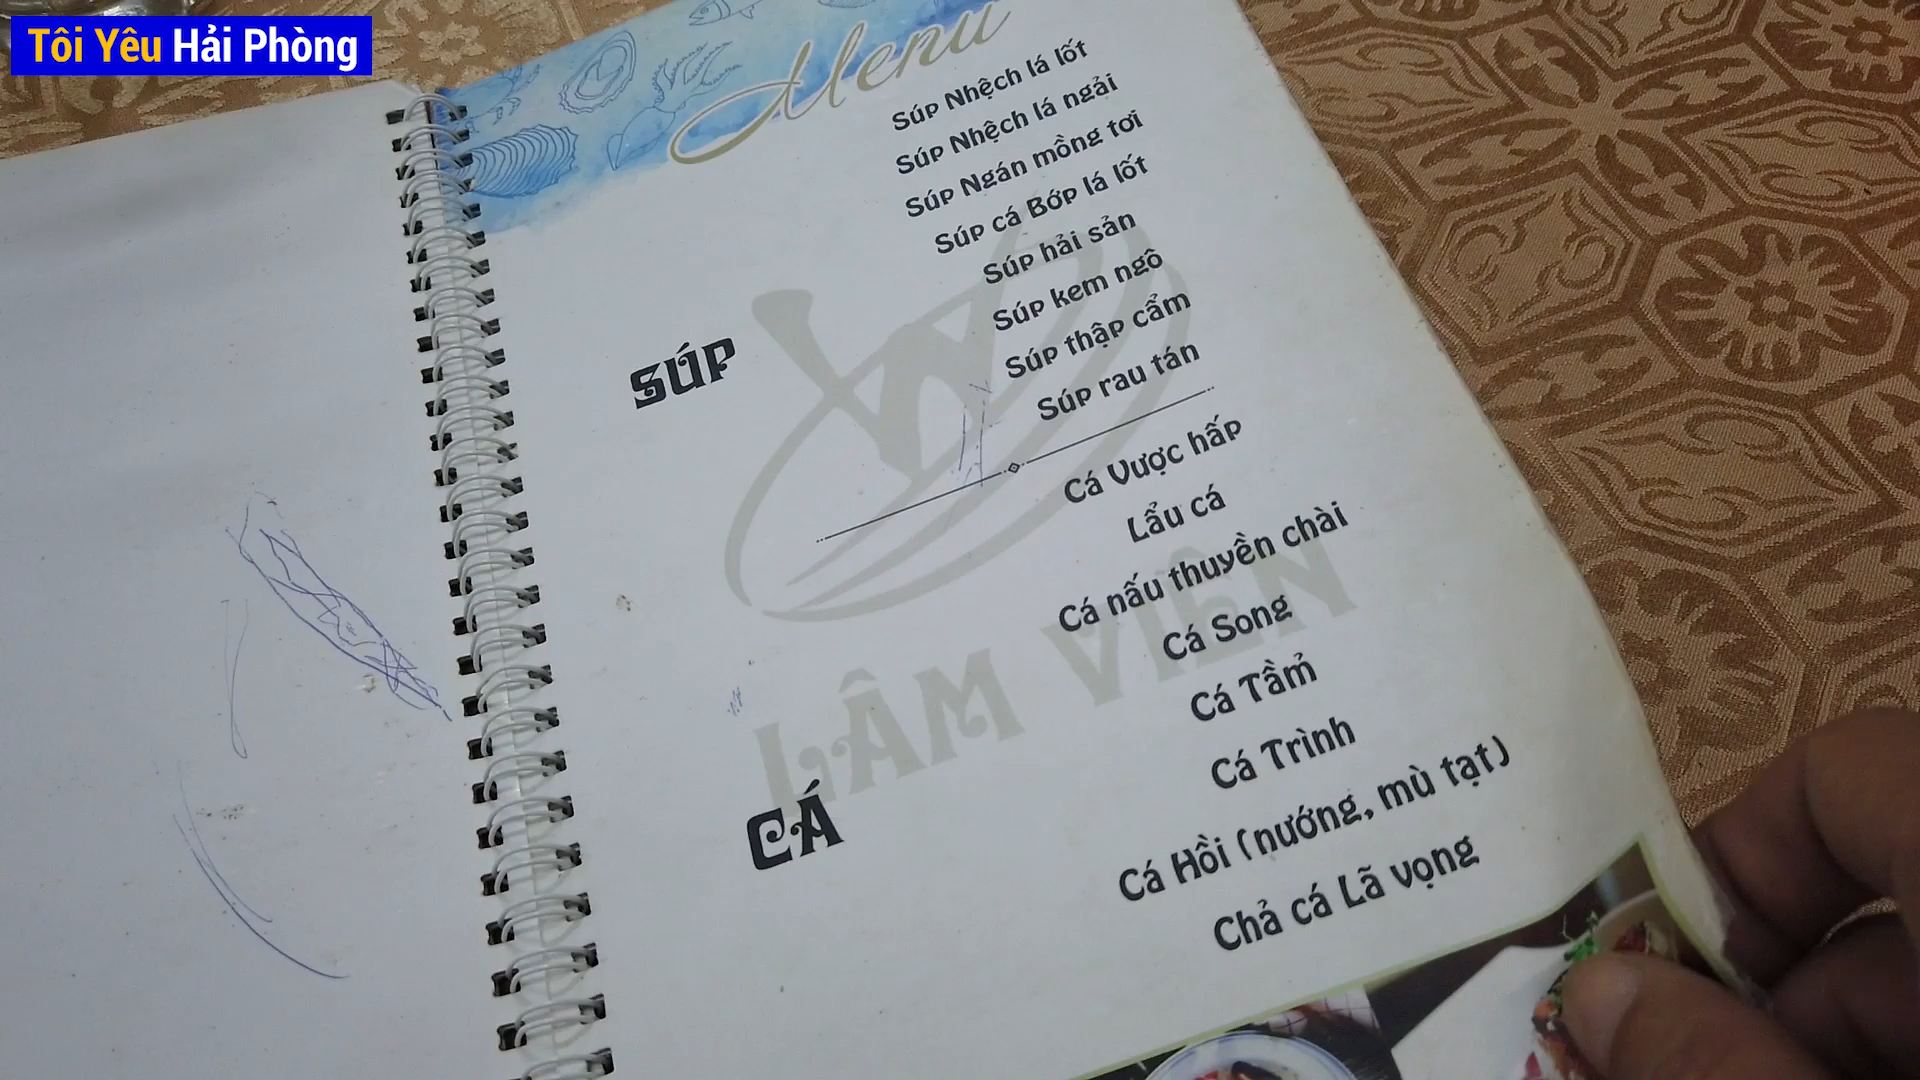 Tôi Yêu Hải Phòng
Menu
SÚP
Súp Nhệch lá lốt
Súp Nhệch lá ngải
Súp Ngán mồng tơi
Súp cá Bớp lá lốt
Súp hải sản
Súp kem ngô
Súp thập cẩm
Súp rau tán
LÂM VIÊN
CÁ
Cá Vược hấp
Lẩu cá
Cá nấu thuyền chài
Cá Song
Cá Tầm̉
Cá Trình
Cá Hồi (nướng, mù tạt)
Chả cá Lã vọng